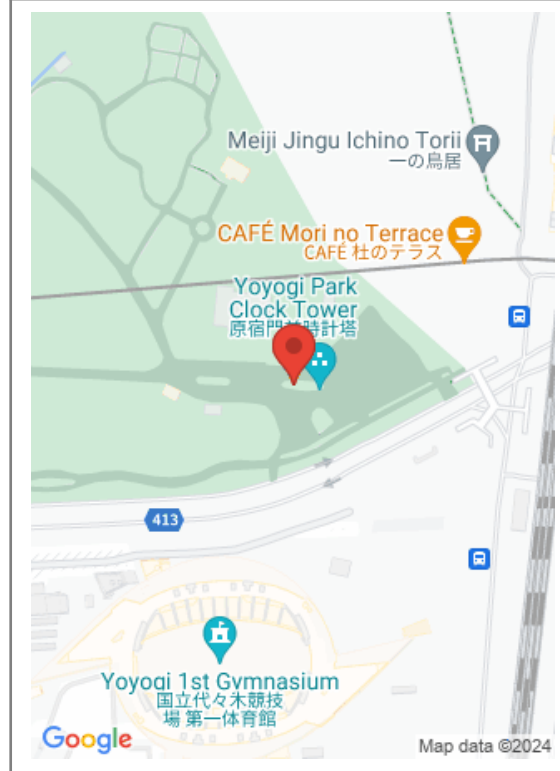 Meiji Jingu Ichino Torii
一の鳥居
CAFÉ Mori no Terrace
CAFÉ 杜のテラス
Yoyogi Park
Clock Tower
原宿門
時計塔
413
Yoyogi 1st Gymnasium
国立代々木競技
場 第一体育館
Google
Map data ©2024